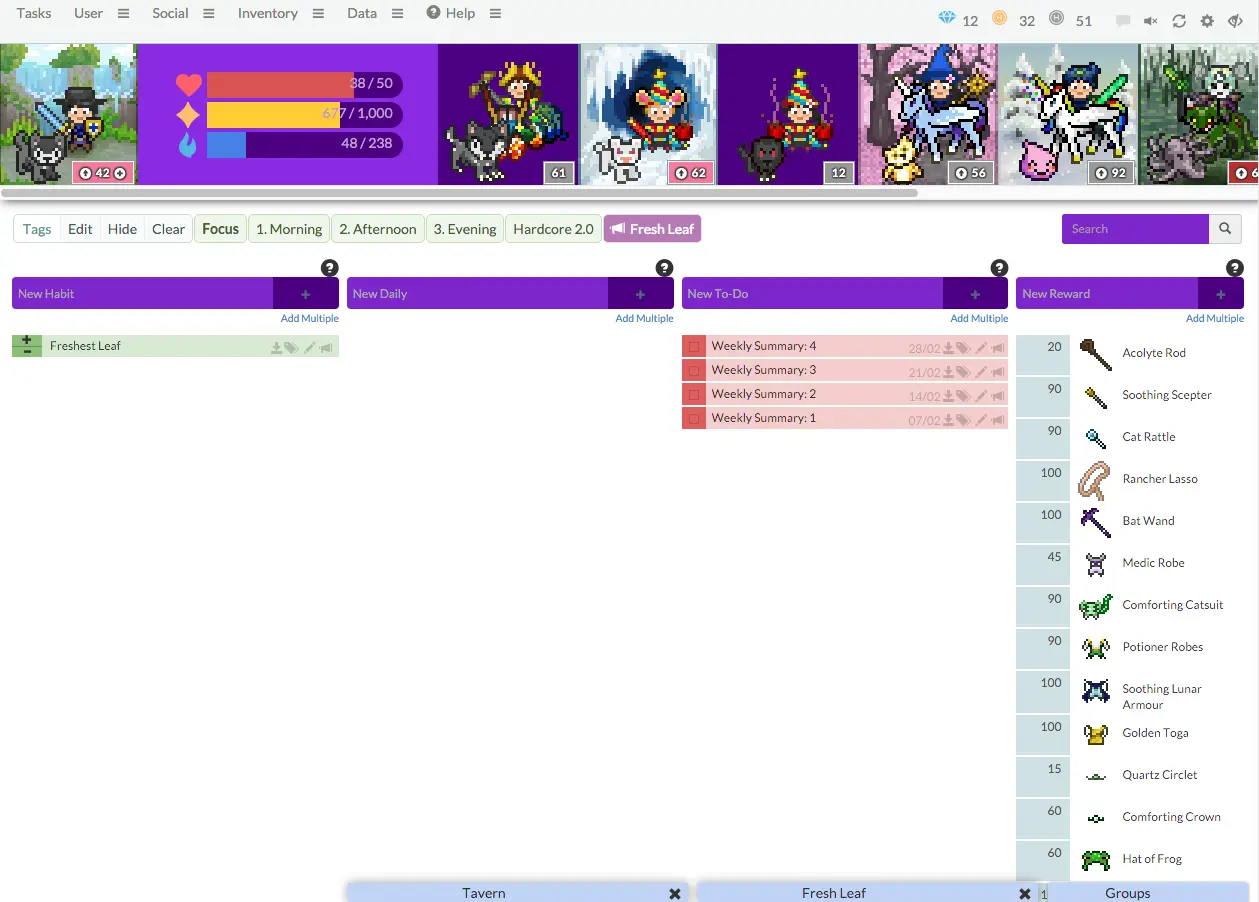 Tasks User Social Inventory Data Help 12 32 51
38 / 50
677 / 1,000
48 / 238
42 61 62 12 56 92
Tags Edit Hide Clear Focus 1. Morning 2. Afternoon 3. Evening Hardcore 2.0 Fresh Leaf Search
New Habit + New Daily + New To-Do + New Reward +
Add Multiple Add Multiple Add Multiple Add Multiple
Freshest Leaf
Weekly Summary: 4 28/02
Weekly Summary: 3 21/02
Weekly Summary: 2 14/02
Weekly Summary: 1 07/02
20 Acolyte Rod
90 Soothing Scepter
90 Cat Rattle
100 Rancher Lasso
100 Bat Wand
45 Medic Robe
90 Comforting Catsuit
90 Potioner Robes
100 Soothing Lunar
Armour
100 Golden Toga
15 Quartz Circlet
60 Comforting Crown
60 Hat of Frog
Tavern Fresh Leaf 1 Groups